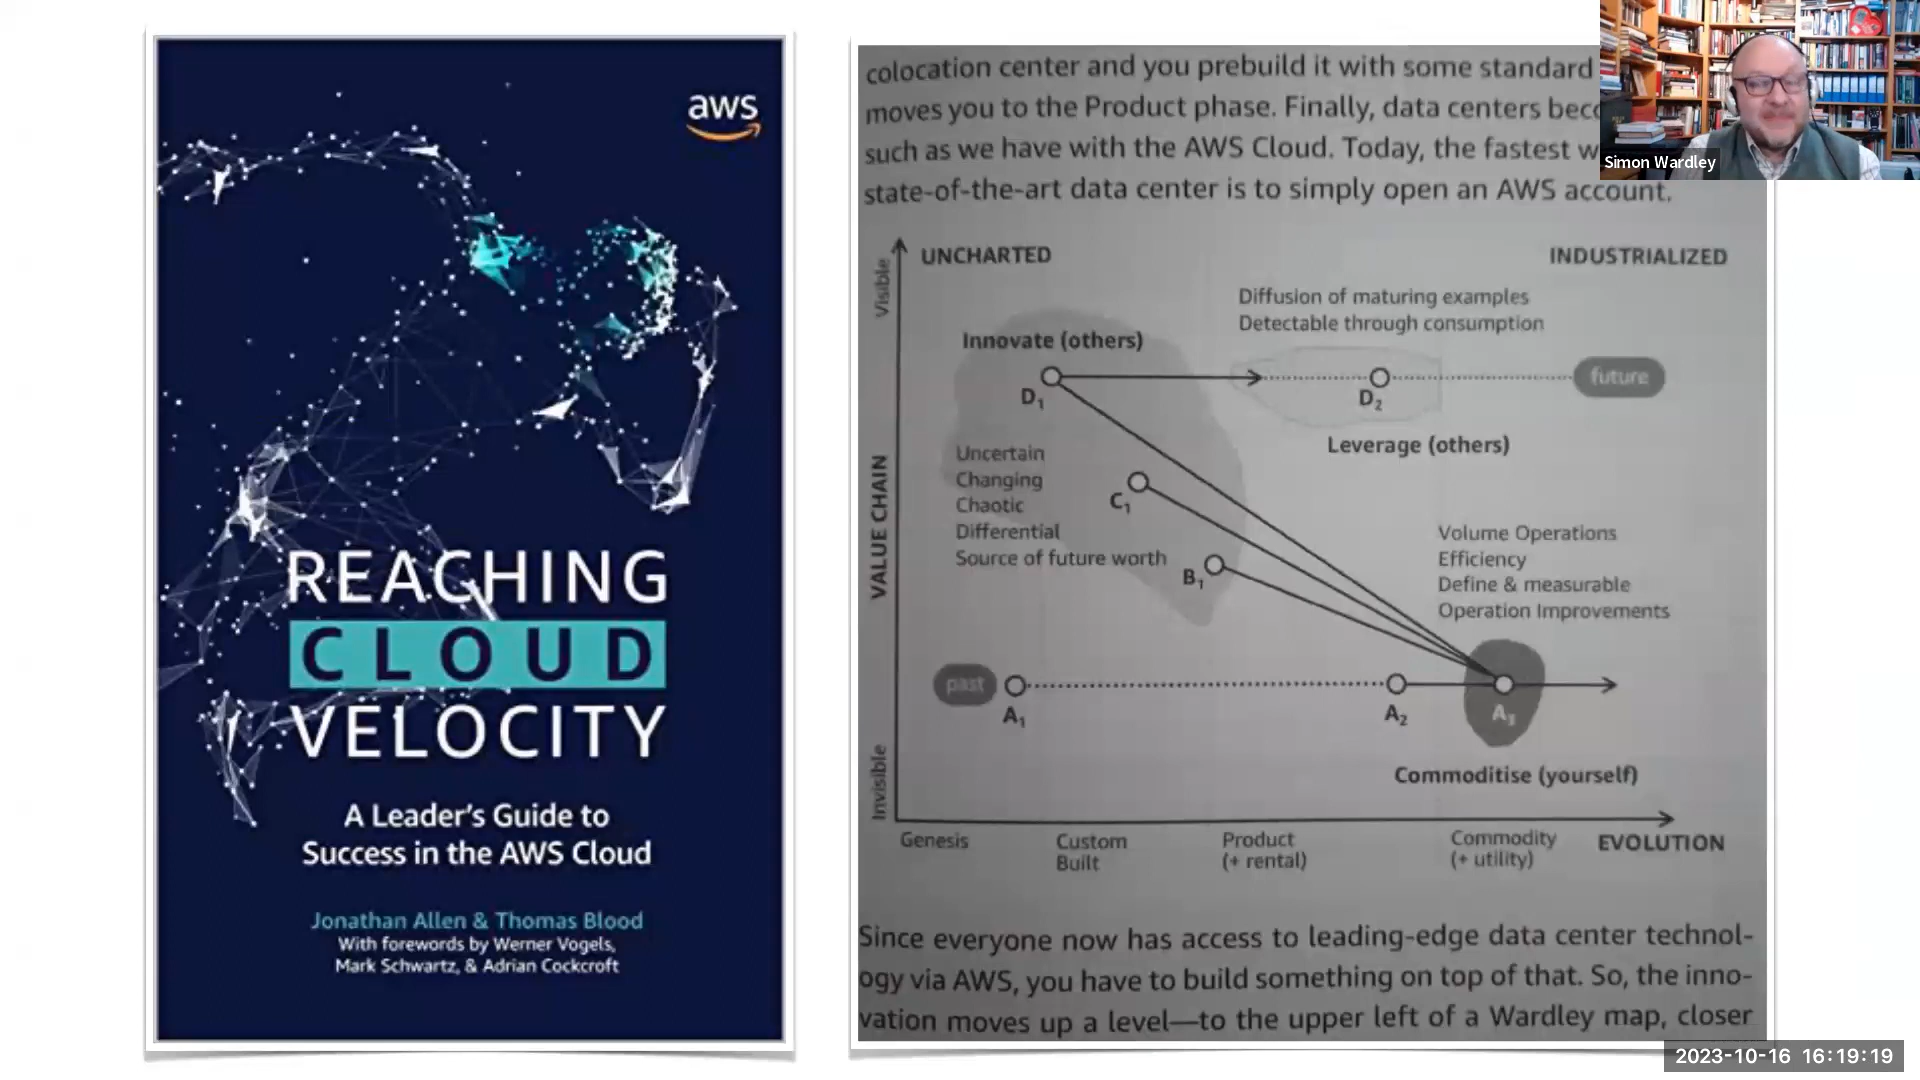 aws
REACHING
CLOUD
VELOCITY
A Leader's Guide to
Success in the AWS Cloud
Jonathan Allen & Thomas Blood
With forewords by Werner Vogels,
Mark Schwartz, & Adrian Cockcroft
colocation center and you prebuild it with some standard
moves you to the Product phase. Finally, data centers
such as we have with the AWS Cloud. Today, the fastest
state-of-the-art data center is to simply open an AWS account.
UNCHARTED
INDUSTRIALIZED
Visible
VALUE CHAIN
Invisible
Diffusion of maturing examples
Detectable through consumption
Innovate (others)
D1
D2
future
Leverage (others)
Uncertain
Changing
Chaotic
Differential
Source of future worth
C1
B1
Volume Operations
Efficiency
Define & measurable
Operation Improvements
past
A1
A2
A3
Commoditise (yourself)
Genesis
Custom
Built
Product
(+ rental)
Commodity
(+ utility)
EVOLUTION
Since everyone now has access to leading-edge data center technol-
ogy via AWS, you have to build something on top of that. So, the inno-
vation moves up a level—to the upper left of a Wardley map, closer
Simon Wardley
2023-10-16 16:19:19